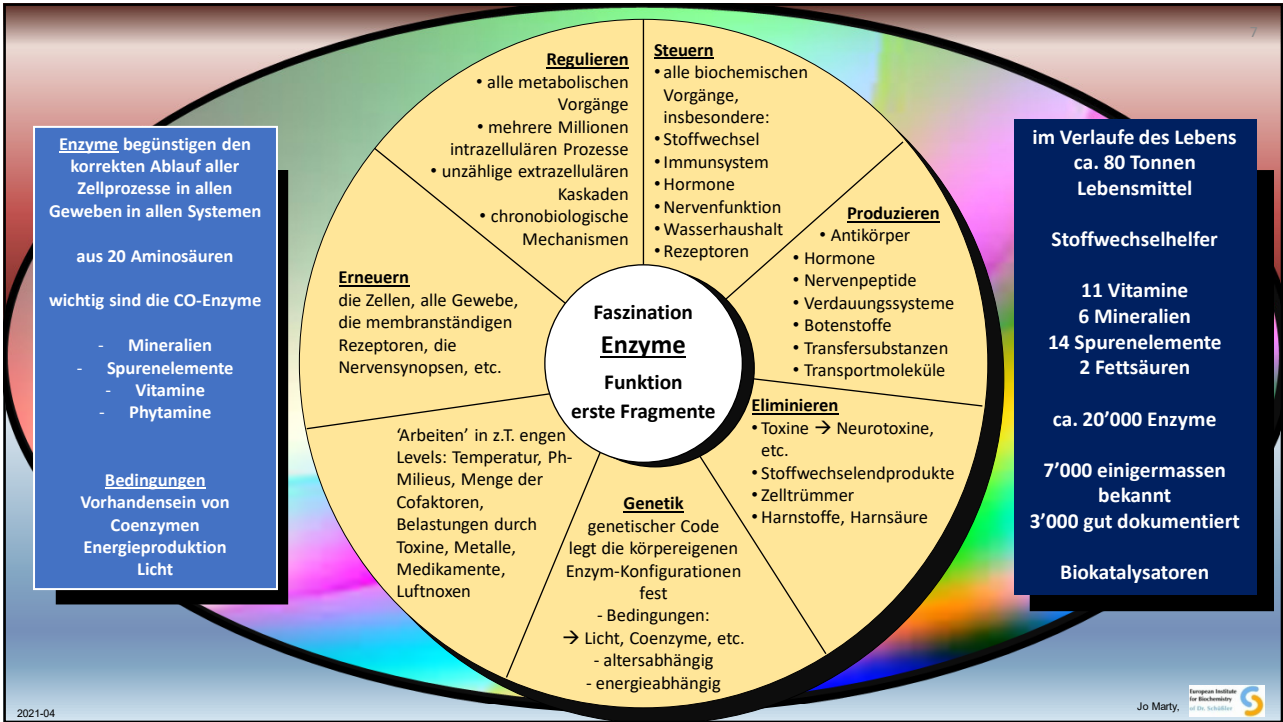 7
Enzyme begünstigen den
korrekten Ablauf aller
Zellprozesse in allen
Geweben in allen Systemen
aus 20 Aminosäuren
wichtig sind die CO-Enzyme
- Mineralien
- Spurenelemente
- Vitamine
- Phytamine
Bedingungen
Vorhandensein von
Coenzymen
Energieproduktion
Licht
Regulieren
• alle metabolischen
Vorgänge
• mehrere Millionen
intrazellulären Prozesse
• unzählige extrazellulären
Kaskaden
• chronobiologische
Mechanismen
Steuern
• alle biochemischen
Vorgänge,
insbesondere:
• Stoffwechsel
• Immunsystem
• Hormone
• Nervenfunktion
• Wasserhaushalt
• Rezeptoren
Produzieren
• Antikörper
• Hormone
• Nervenpeptide
• Verdauungssysteme
• Botenstoffe
• Transfersubstanzen
• Transportmoleküle
Eliminieren
• Toxine → Neurotoxine,
etc.
• Stoffwechselendprodukte
• Zelltrümmer
• Harnstoffe, Harnsäure
Genetik
genetischer Code
legt die körpereigenen
Enzym-Konfigurationen
fest
- Bedingungen:
→ Licht, Coenzyme, etc.
- altersabhängig
- energieabhängig
'Arbeiten' in z.T. engen
Levels: Temperatur, Ph-
Milieus, Menge der
Cofaktoren,
Belastungen durch
Toxine, Metalle,
Medikamente,
Luftnoxen
Erneuern
die Zellen, alle Gewebe,
die membranständigen
Rezeptoren, die
Nervensynopsen, etc.
Faszination
Enzyme
Funktion
erste Fragmente
im Verlaufe des Lebens
ca. 80 Tonnen
Lebensmittel
Stoffwechselhelfer
11 Vitamine
6 Mineralien
14 Spurenelemente
2 Fettsäuren
ca. 20'000 Enzyme
7'000 einigermassen
bekannt
3'000 gut dokumentiert
Biokatalysatoren
2021-04
Jo Marty,
European Institute
for Biochemistry
of Dr. Schüßler